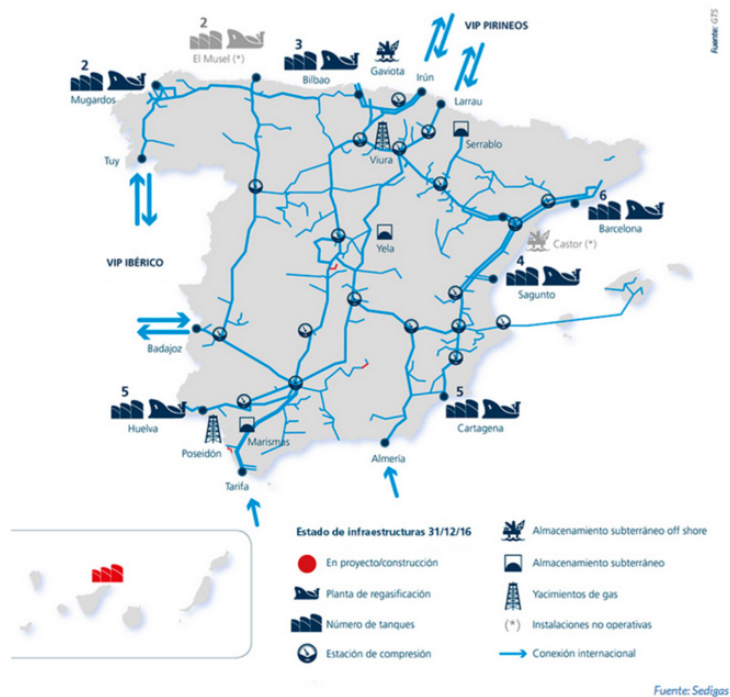 Fuente: GTS
2
El Musel (*)
2
Mugardos
3
Bilbao
Gaviota
VIP PIRINEOS
Irún
Larrau
Serrablo
Viura
Tuy
VIP IBÉRICO
6
Barcelona
Castor (*)
Yela
4
Sagunto
Badajoz
5
Huelva
Poseidón
Marismas
Tarifa
Almería
5
Cartagena
Estado de infraestructuras 31/12/16
En proyecto/construcción
Planta de regasificación
Número de tanques
Estación de compresión
Almacenamiento subterráneo off shore
Almacenamiento subterráneo
Yacimientos de gas
(*) Instalaciones no operativas
Conexión internacional
Fuente: Sedigas